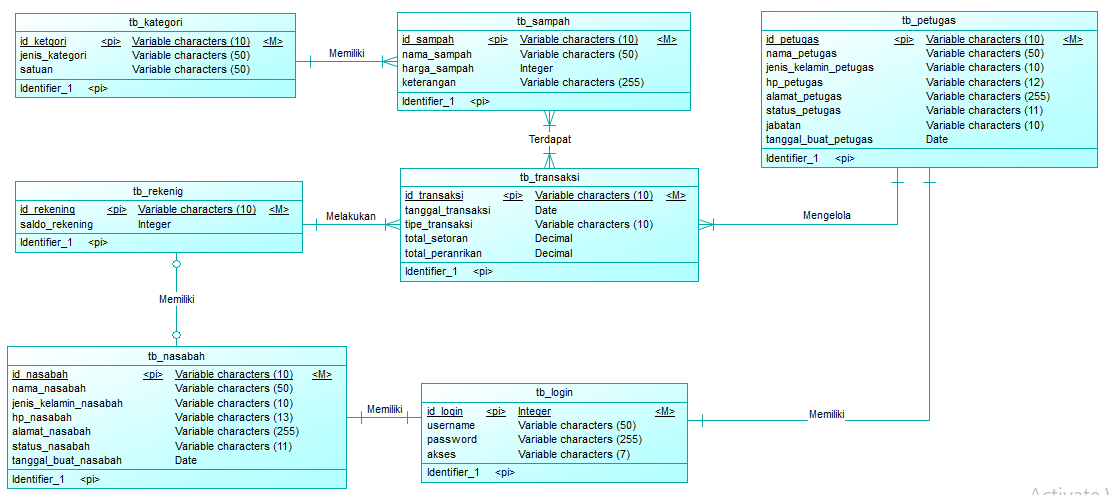 tb_kategori
id_ketgori <pi> Variable characters (10) <M>
jenis_kategori Variable characters (50)
satuan Variable characters (50)
Identifier_1 <pi>
Memiliki
tb_sampah
id_sampah <pi> Variable characters (10) <M>
nama_sampah Variable characters (50)
harga_sampah Integer
keterangan Variable characters (255)
Identifier_1 <pi>
tb_petugas
id_petugas <pi> Variable characters (10) <M>
nama_petugas Variable characters (50)
jenis_kelamin_petugas Variable characters (10)
hp_petugas Variable characters (12)
alamat_petugas Variable characters (255)
status_petugas Variable characters (11)
jabatan Variable characters (10)
tanggal_buat_petugas Date
Identifier_1 <pi>
Terdapat
tb_rekenig
id_rekening <pi> Variable characters (10) <M>
saldo_rekening Integer
Identifier_1 <pi>
Melakukan
tb_transaksi
id_transaksi <pi> Variable characters (10) <M>
tanggal_transaksi Date
tipe_transaksi Variable characters (10)
total_setoran Decimal
total_peranrikan Decimal
Identifier_1 <pi>
Mengelola
Memiliki
tb_nasabah
id_nasabah <pi> Variable characters (10) <M>
nama_nasabah Variable characters (50)
jenis_kelamin_nasabah Variable characters (10)
hp_nasabah Variable characters (13)
alamat_nasabah Variable characters (255)
status_nasabah Variable characters (11)
tanggal_buat_nasabah Date
Identifier_1 <pi>
Memiliki
tb_login
id_login <pi> Integer <M>
username Variable characters (50)
password Variable characters (255)
akses Variable characters (7)
Identifier_1 <pi>
Memiliki
Activate